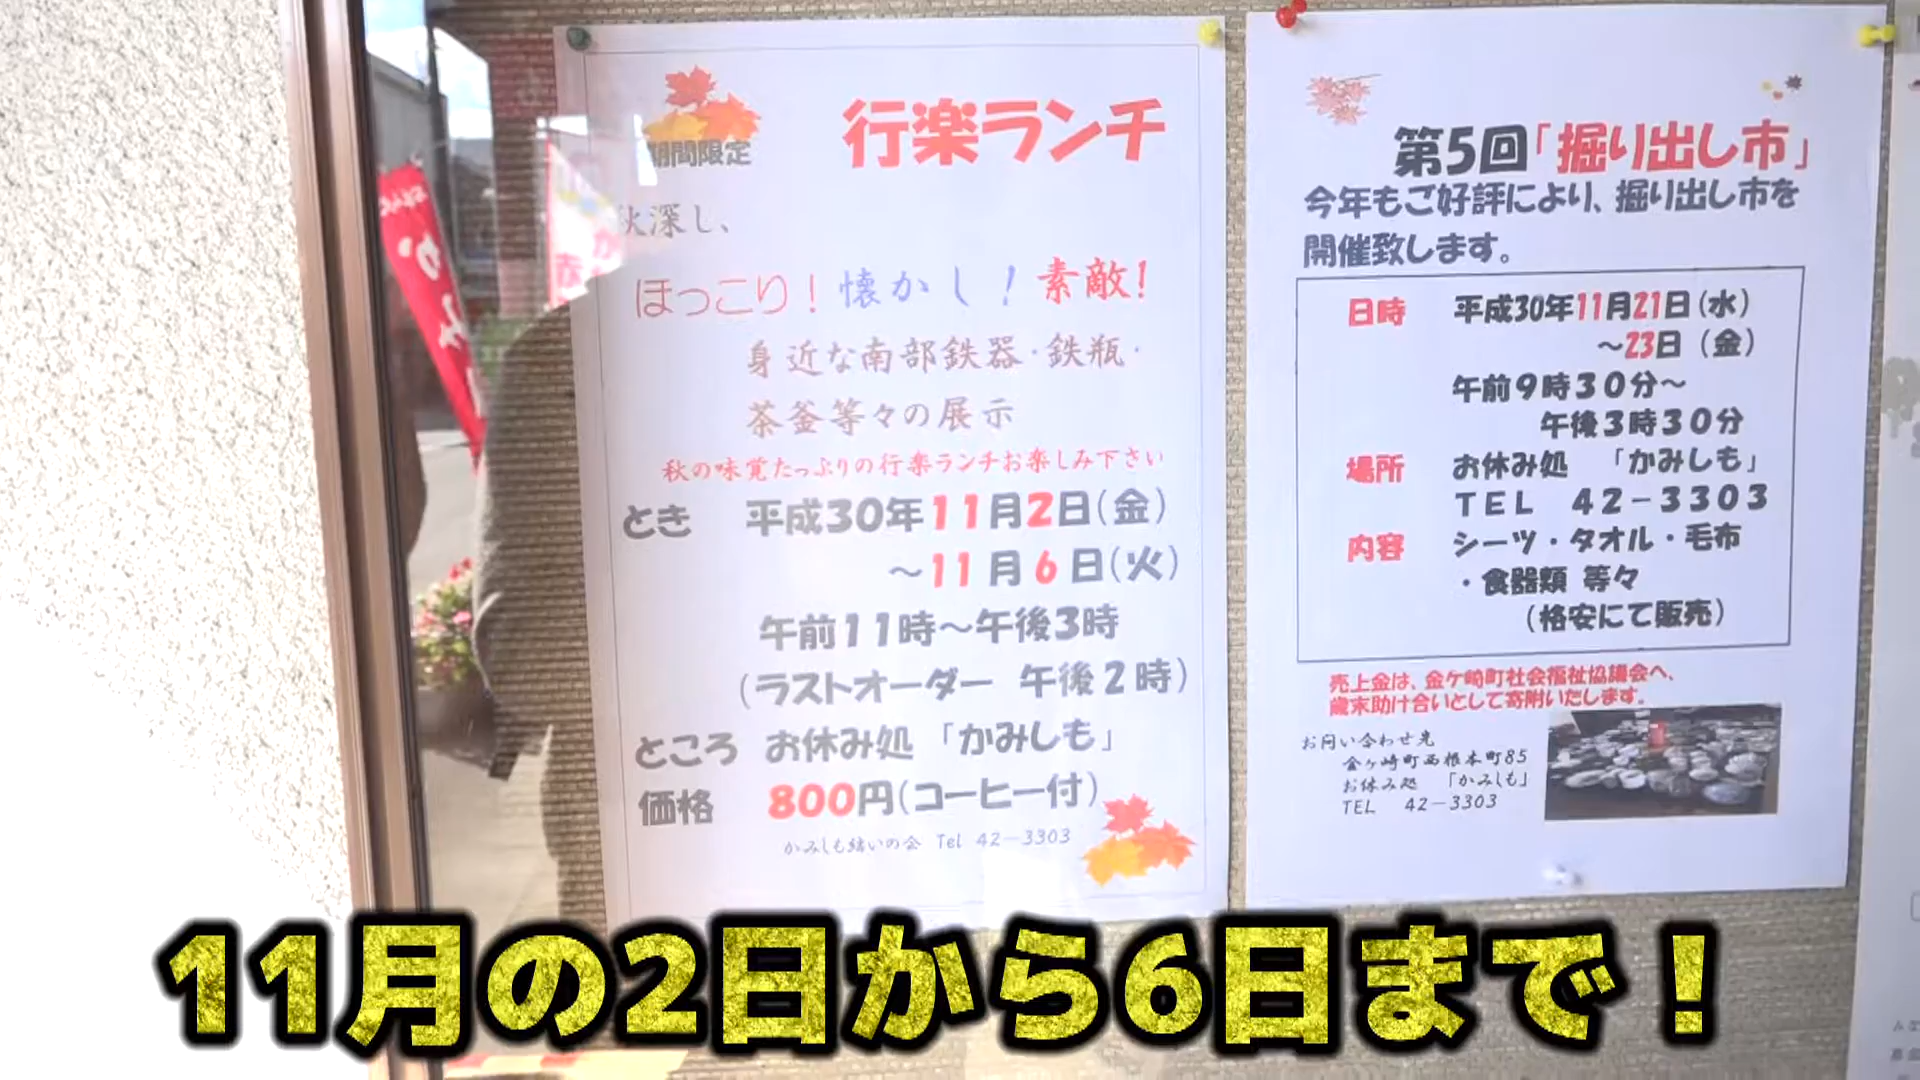 期間限定
行楽ランチ
秋深し、
ほっこり！懐かし！素敵！
身近な南部鉄器・鉄瓶・
茶釜等々の展示
秋の味覚たっぷりの行楽ランチお楽しみ下さい
とき 平成30年11月2日(金)
～11月6日(火)
午前11時～午後3時
(ラストオーダー 午後2時)
ところ お休み処「かみしも」
価格 800円(コーヒー付)
かみしも結いの会 Tel 42－3303
第5回「掘り出し市」
今年もご好評により、掘り出し市を
開催致します。
日時 平成30年11月21日(水)
～23日(金)
午前9時30分～
午後3時30分
場所 お休み処 「かみしも」
TEL 42－3303
内容 シーツ・タオル・毛布
・食器類 等々
(格安にて販売)
売上金は、金ケ崎町社会福祉協議会へ、
歳末助け合いとして寄附いたします。
お問い合わせ先
金ヶ崎町西根本町85
お休み処 「かみしも」
TEL 42－3303
11月の2日から6日まで！